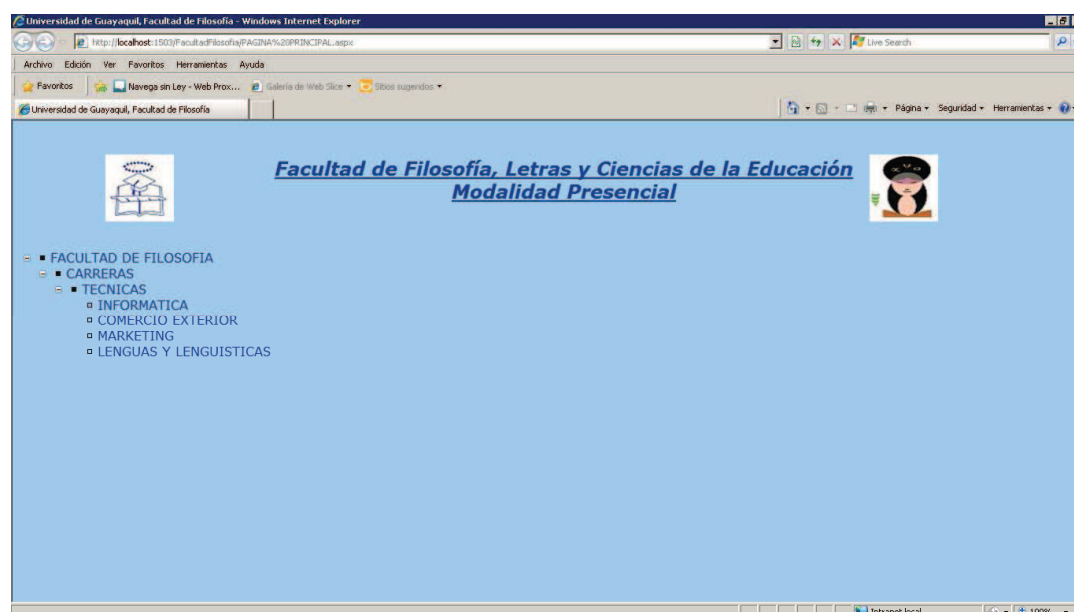 Universidad de Guayaquil, Facultad de Filosofía - Windows Internet Explorer
http://localhost:1503/FacultadFilosofia/PAGINA%20PRINCIPAL.aspx
Live Search
Archivo Edición Ver Favoritos Herramientas Ayuda
Favoritos Navega sin Ley - Web Prox... Galería de Web Slice Sitios sugeridos
Universidad de Guayaquil, Facultad de Filosofía
Página Seguridad Herramientas
Facultad de Filosofía, Letras y Ciencias de la Educación
Modalidad Presencial
FACULTAD DE FILOSOFIA
CARRERAS
TECNICAS
INFORMATICA
COMERCIO EXTERIOR
MARKETING
LENGUAS Y LENGUISTICAS
Intranet local 100%